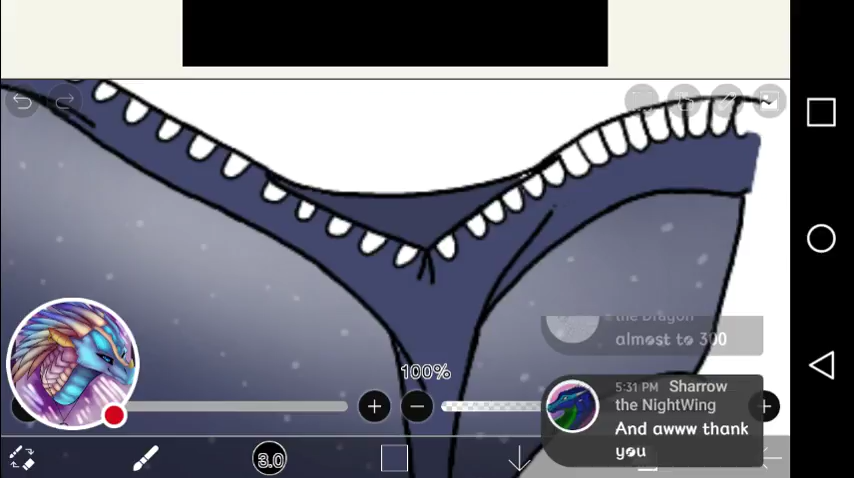 the Dragon
almost to 300
100%
5:31 PM Sharrow
the NightWing
And awww thank
you
3.0